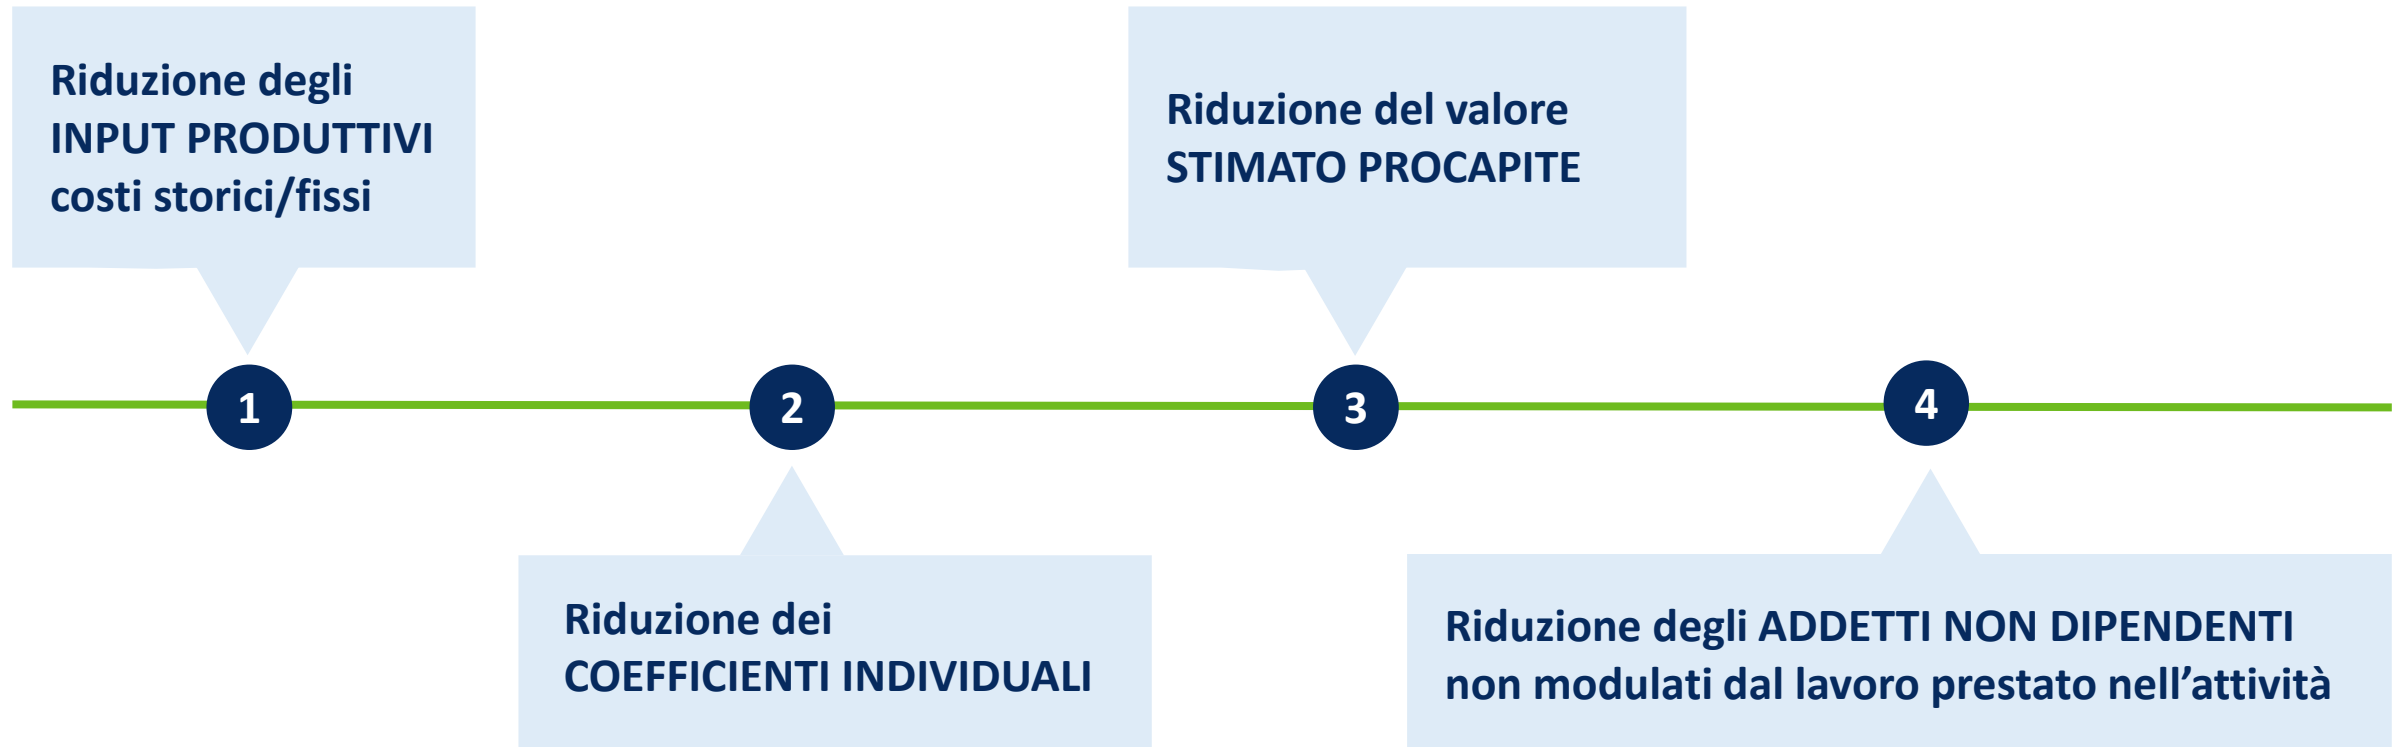 Riduzione degli
INPUT PRODUTTIVI
costi storici/fissi
Riduzione del valore
STIMATO PROCAPITE
1
2
3
4
Riduzione dei
COEFFICIENTI INDIVIDUALI
Riduzione degli ADDETTI NON DIPENDENTI
non modulati dal lavoro prestato nell’attività